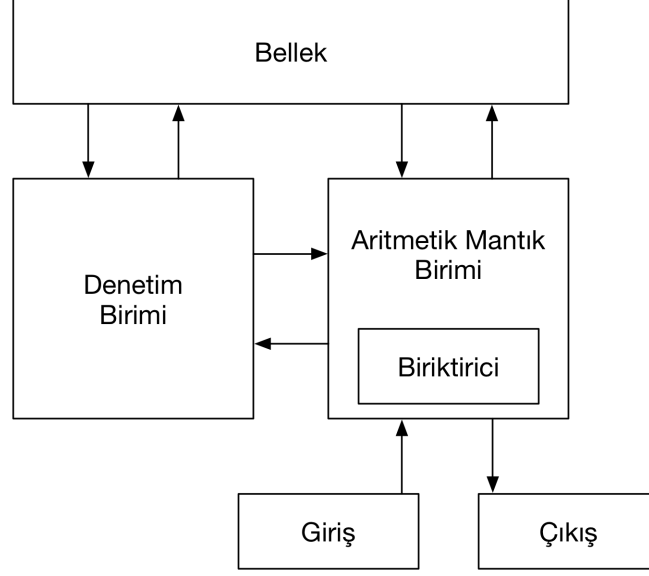 Bellek
Denetim
Birimi
Aritmetik Mantık
Birimi
Biriktirici
Giriş
Çıkış